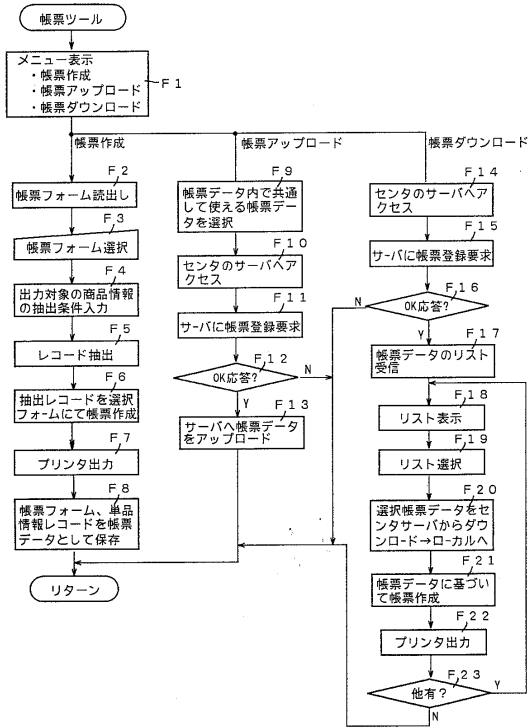 帳票ツール
メニュー表示
・帳票作成
・帳票アップロード
・帳票ダウンロード
F1
帳票作成
F2
帳票フォーム読出し
F3
帳票フォーム選択
F4
出力対象の商品情報
の抽出条件入力
F5
レコード抽出
F6
抽出レコードを選択
フォームにて帳票作成
F7
プリンタ出力
F8
帳票フォーム、単品
情報レコードを帳票
データとして保存
リターン
帳票アップロード
F9
帳票データ内で共通
して使える帳票デー
タを選択
F10
センタのサーバへア
クセス
F11
サーバに帳票登録要求
F12
OK応答?
N
Y
F13
サーバへ帳票データ
をアップロード
帳票ダウンロード
F14
センタのサーバへア
クセス
F15
サーバに帳票登録要求
F16
OK応答?
N
Y
F17
帳票データのリスト
受信
F18
リスト表示
F19
リスト選択
F20
選択帳票データをセ
ンタサーバからダウ
ンロード→ローカルへ
F21
帳票データに基づい
て帳票作成
F22
プリンタ出力
F23
他有?
Y
N